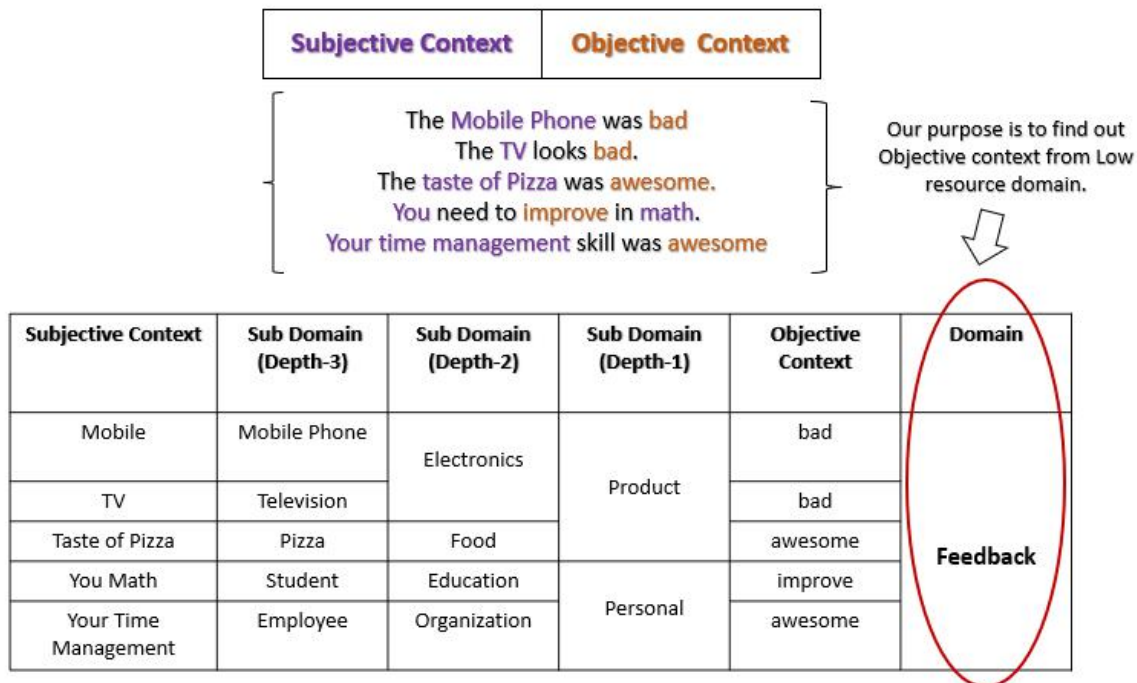 Subjective Context Objective Context
The Mobile Phone was bad
The TV looks bad.
The taste of Pizza was awesome.
You need to improve in math.
Your time management skill was awesome
Our purpose is to find out
Objective context from Low
resource domain.
Subjective Context Sub Domain (Depth-3) Sub Domain (Depth-2) Sub Domain (Depth-1) Objective Context Domain
Mobile Mobile Phone Electronics Product bad Feedback
TV Television bad
Taste of Pizza Pizza Food awesome
You Math Student Education Personal improve
Your Time Management Employee Organization awesome